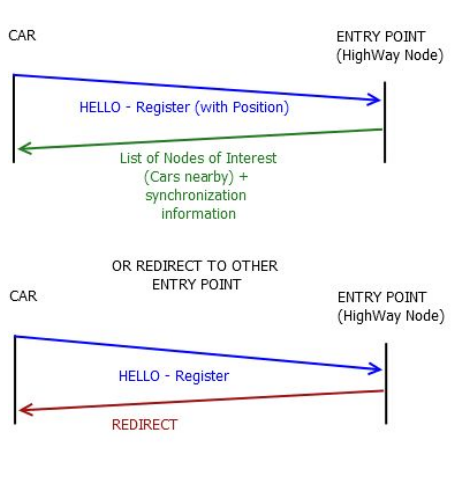 CAR
ENTRY POINT
(HighWay Node)
HELLO - Register (with Position)
List of Nodes of Interest
(Cars nearby) +
synchronization
information
OR REDIRECT TO OTHER
ENTRY POINT
CAR
ENTRY POINT
(HighWay Node)
HELLO - Register
REDIRECT